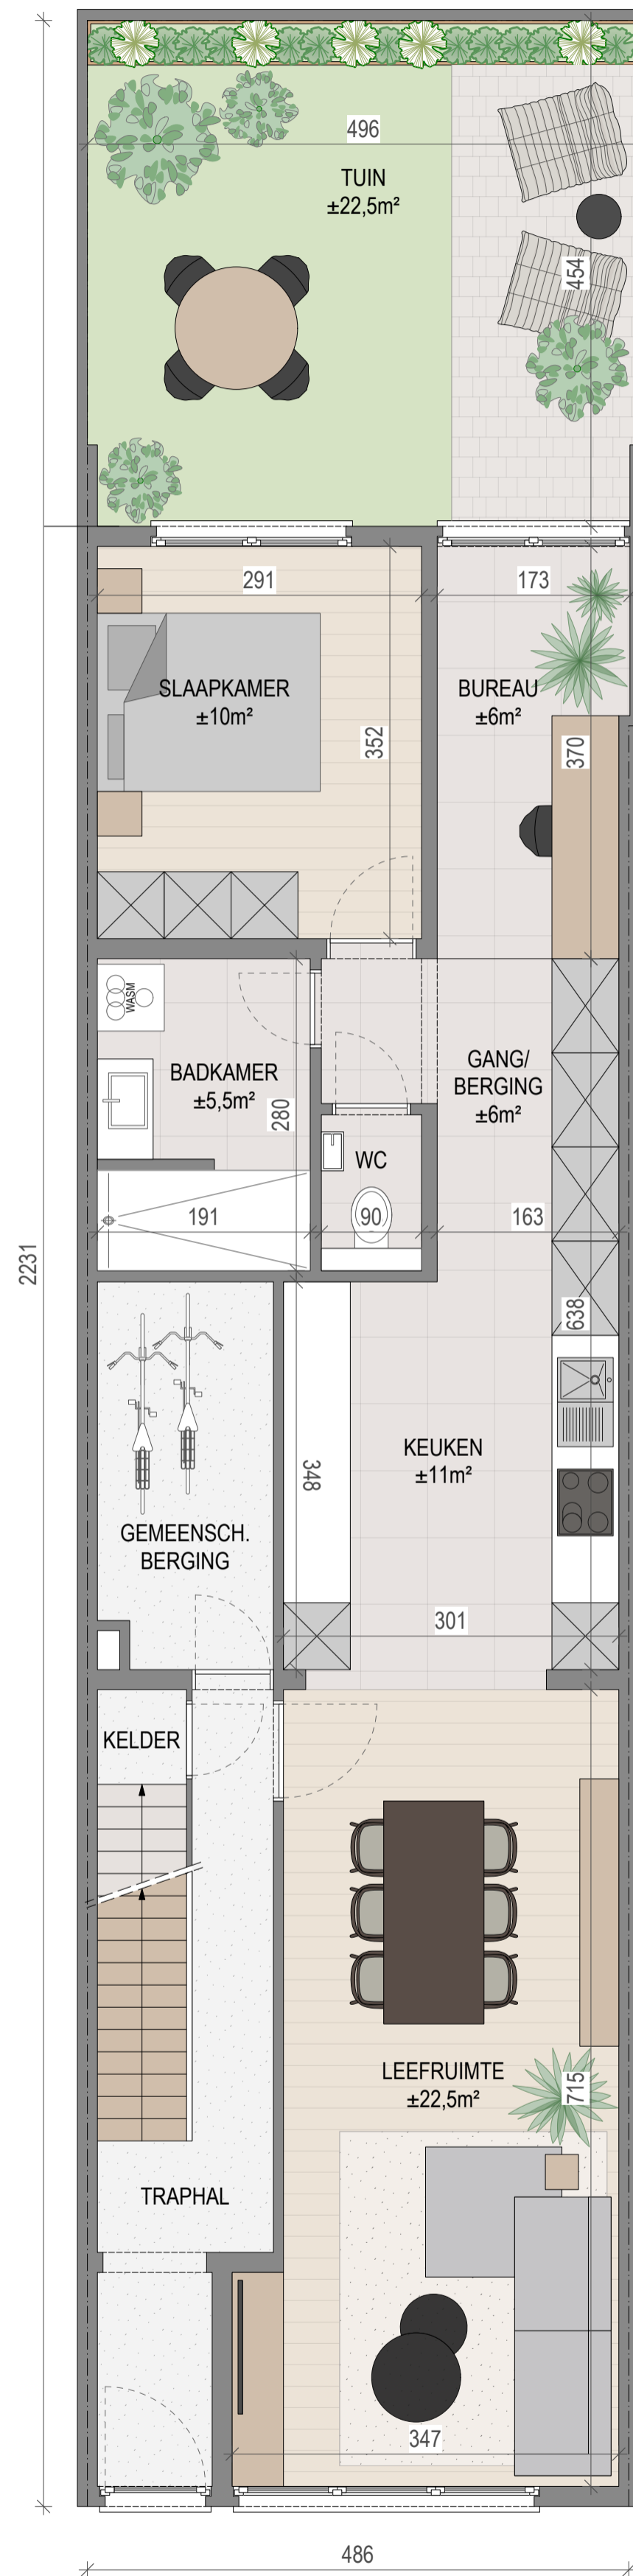 496
TUIN
±22,5m²
454
291
173
SLAAPKAMER
±10m²
BUREAU
±6m²
352
370
WASM
BADKAMER
±5,5m²
280
GANG/
BERGING
±6m²
WC
191
90
163
2231
638
348
KEUKEN
±11m²
GEMEENSCH.
BERGING
301
KELDER
LEEFRUIMTE
±22,5m²
715
TRAPHAL
347
486